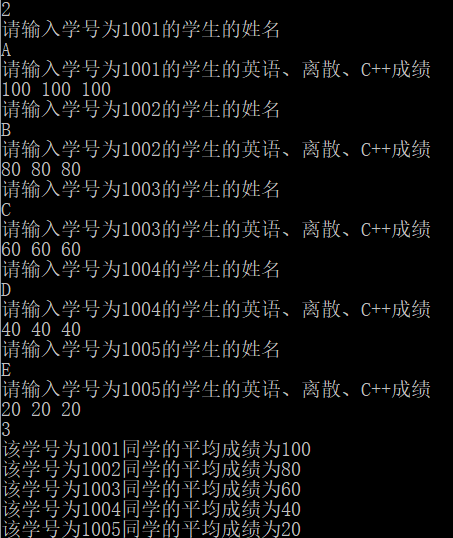 2
请输入学号为1001的学生的姓名
A
请输入学号为1001的学生的英语、离散、C++成绩
100 100 100
请输入学号为1002的学生的姓名
B
请输入学号为1002的学生的英语、离散、C++成绩
80 80 80
请输入学号为1003的学生的姓名
C
请输入学号为1003的学生的英语、离散、C++成绩
60 60 60
请输入学号为1004的学生的姓名
D
请输入学号为1004的学生的英语、离散、C++成绩
40 40 40
请输入学号为1005的学生的姓名
E
请输入学号为1005的学生的英语、离散、C++成绩
20 20 20
3
该学号为1001同学的平均成绩为100
该学号为1002同学的平均成绩为80
该学号为1003同学的平均成绩为60
该学号为1004同学的平均成绩为40
该学号为1005同学的平均成绩为20